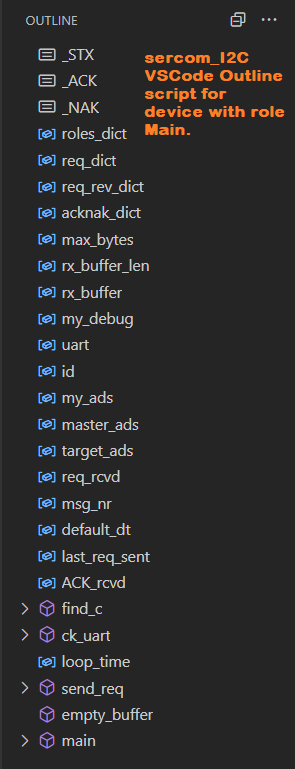 OUTLINE
_STX
_ACK
_NAK
roles_dict
req_dict
req_rev_dict
acknak_dict
max_bytes
rx_buffer_len
rx_buffer
my_debug
uart
id
my_ads
master_ads
target_ads
req_rcvd
msg_nr
default_dt
last_req_sent
ACK_rcvd
find_c
ck_uart
loop_time
send_req
empty_buffer
main
sercom_I2C
VSCode Outline
script for
device with role
Main.